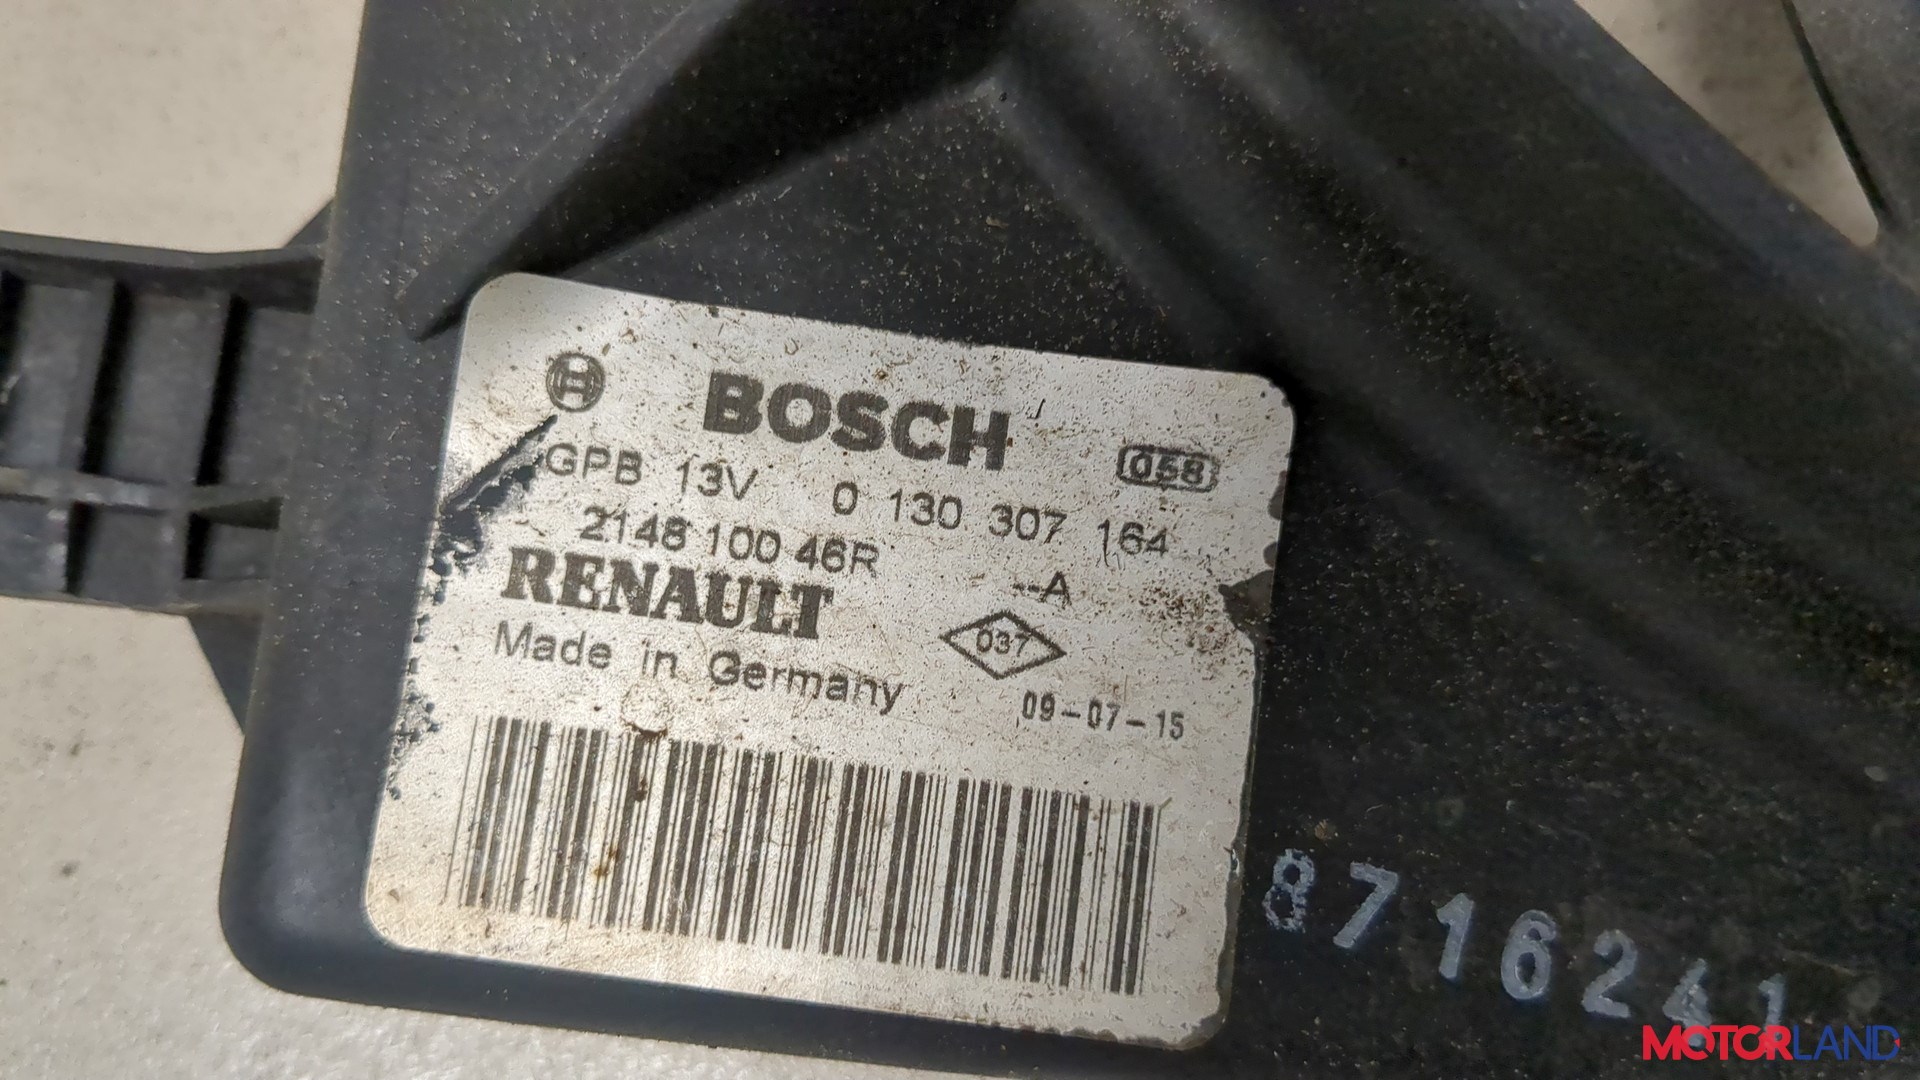 BOSCH
058
GPB 13V 0 130 307 164
2148 100 46R
--A
RENAULT
037
Made in Germany
09-07-15
8716241
MOTORLAND